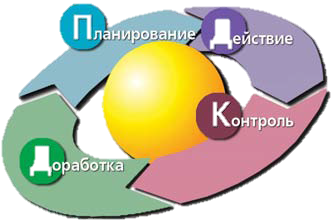 Планирование
Действие
Контроль
Доработка